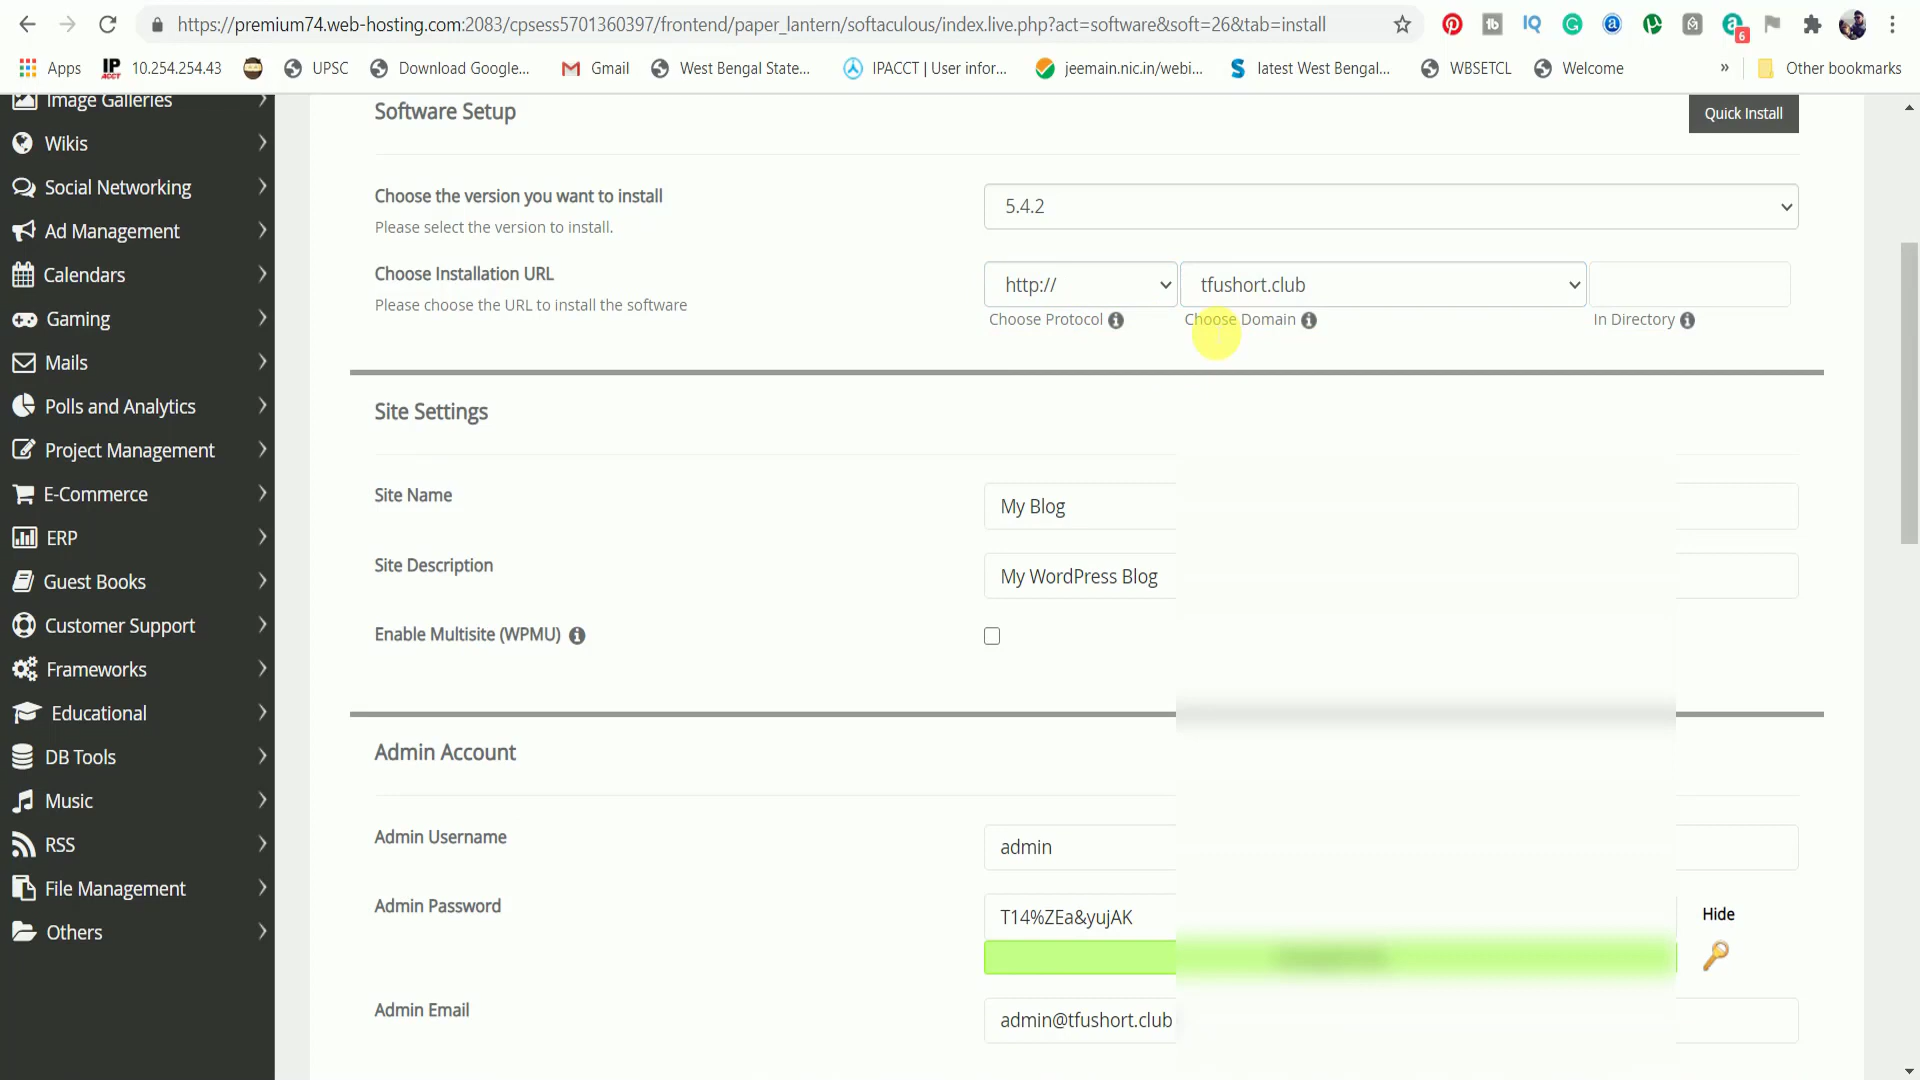 https://premium74.web-hosting.com:2083/cpsess5701360397/frontend/paper_lantern/softaculous/index.live.php?act=software&soft=26&tab=install
6
Apps
IP
ACCT
10.254.254.43
UPSC
Download Google...
Gmail
West Bengal State...
IPACCT | User infor...
jeemain.nic.in/webi...
latest West Bengal...
WBSETCL
Welcome
»
Other bookmarks
Image Galleries
Wikis
Social Networking
Ad Management
Calendars
Gaming
Mails
Polls and Analytics
Project Management
E-Commerce
ERP
Guest Books
Customer Support
Frameworks
Educational
DB Tools
Music
RSS
File Management
Others
Software Setup
Quick Install
Choose the version you want to install
Please select the version to install.
5.4.2
Choose Installation URL
Please choose the URL to install the software
http://
tfushort.club
Choose Protocol
Choose Domain
In Directory
Site Settings
Site Name
My Blog
Site Description
My WordPress Blog
Enable Multisite (WPMU)
Admin Account
Admin Username
admin
Admin Password
T14%ZEa&yujAK
Hide
Admin Email
admin@tfushort.club